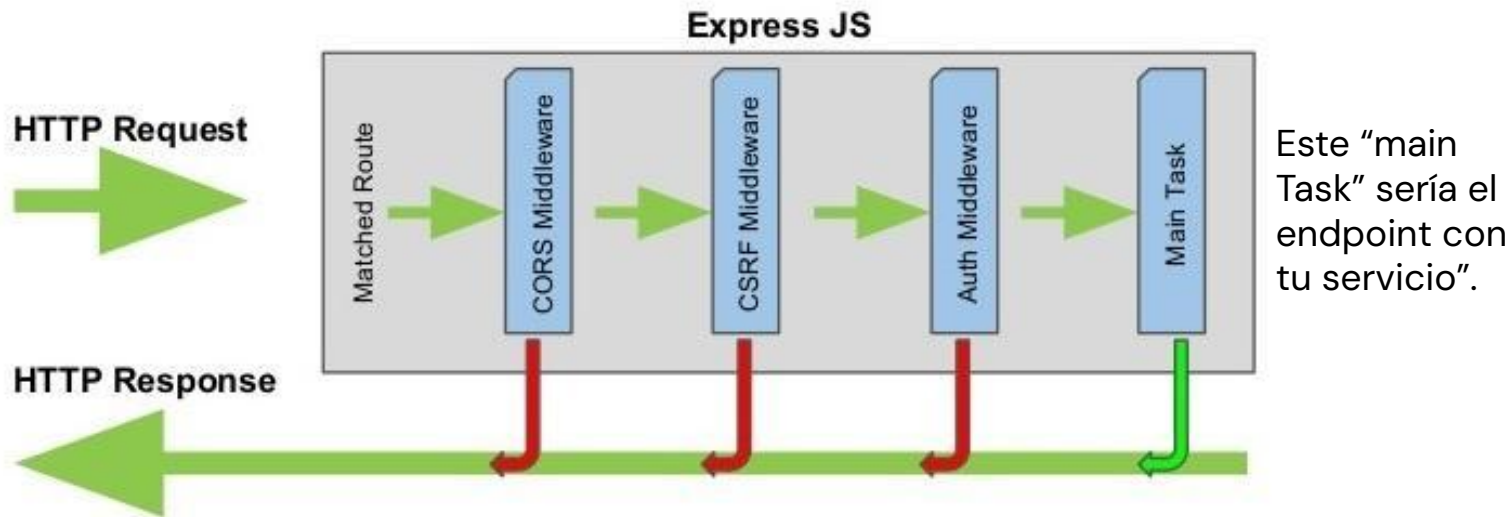 Express JS
HTTP Request
Matched Route
CORS Middleware
CSRF Middleware
Auth Middleware
Main Task
HTTP Response
Este “main
Task” sería el
endpoint con
tu servicio”.